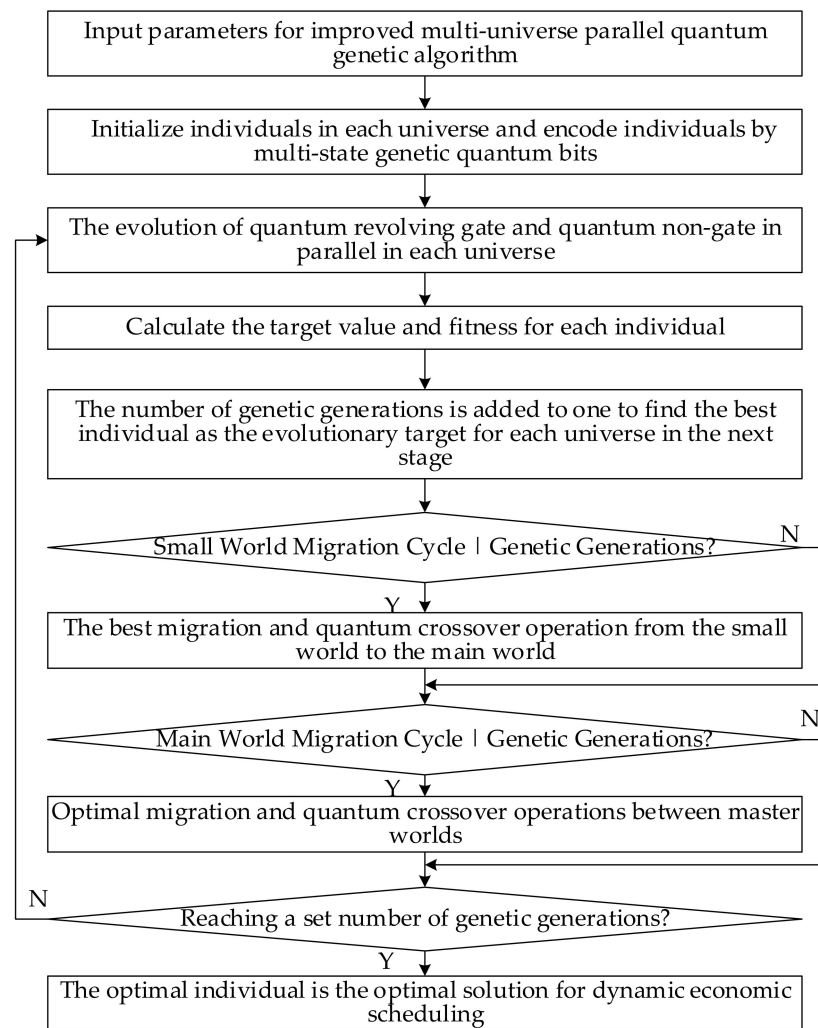 Input parameters for improved multi-universe parallel quantum
genetic algorithm
Initialize individuals in each universe and encode individuals by
multi-state genetic quantum bits
The evolution of quantum revolving gate and quantum non-gate in
parallel in each universe
Calculate the target value and fitness for each individual
The number of genetic generations is added to one to find the best
individual as the evolutionary target for each universe in the next
stage
Small World Migration Cycle | Genetic Generations?
N
Y
The best migration and quantum crossover operation from the small
world to the main world
Main World Migration Cycle | Genetic Generations?
N
Y
Optimal migration and quantum crossover operations between master
worlds
N
Reaching a set number of genetic generations?
Y
The optimal individual is the optimal solution for dynamic economic
scheduling